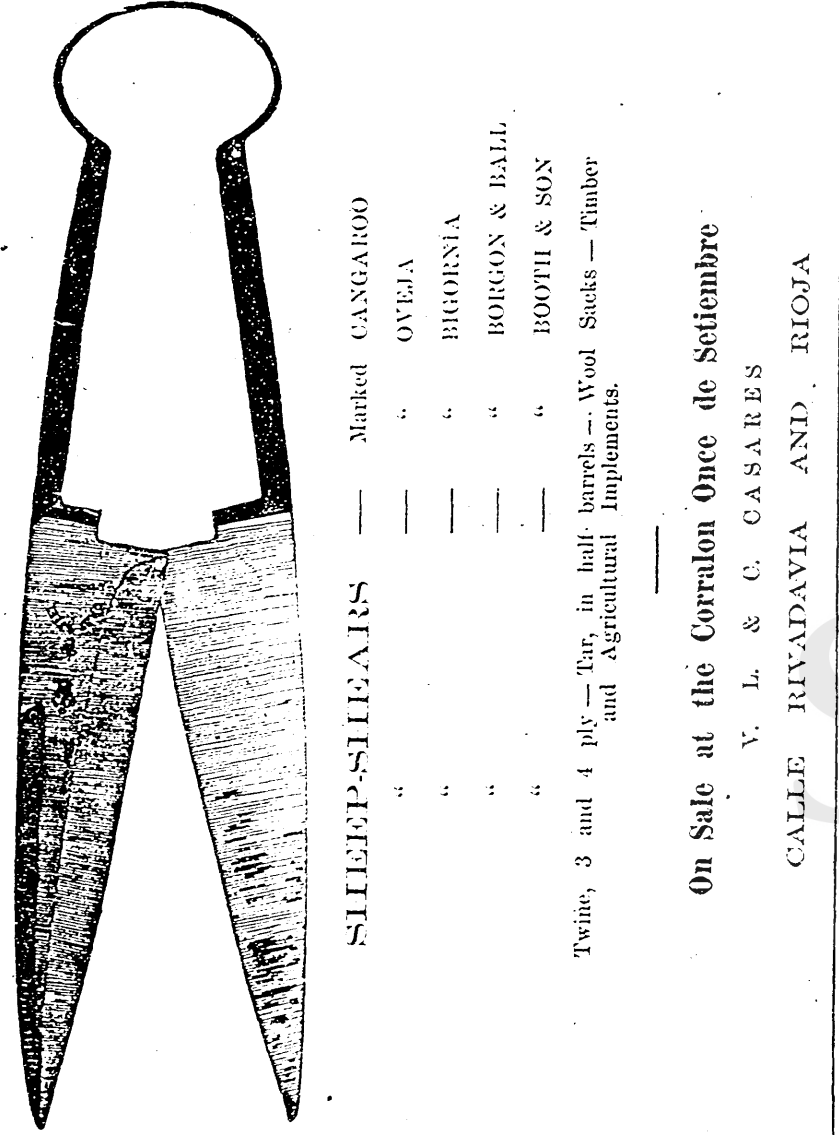 SHEEP-SHEARS — Marked CANGAROO
“ — “ OVEJA
“ — “ BIGORNIA
“ — “ BORGON & BALL
“ — “ BOOTH & SON
Twine, 3 and 4 ply — Tar, in half barrels — Wool Sacks — Timber
and Agricultural Implements.
On Sale at the Corralon Once de Setiembre
V. L. & C. CASARES
CALLE RIVADAVIA AND RIOJA